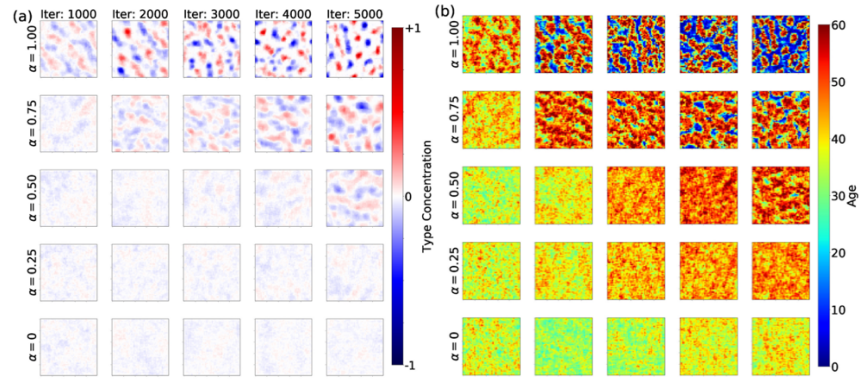 (a)
Iter: 1000 Iter: 2000 Iter: 3000 Iter: 4000 Iter: 5000
α = 1.00
α = 0.75
α = 0.50
α = 0.25
α = 0
+1
0
-1
Type Concentration
(b)
α = 1.00
α = 0.75
α = 0.50
α = 0.25
α = 0
60
50
40
30
20
10
0
Age